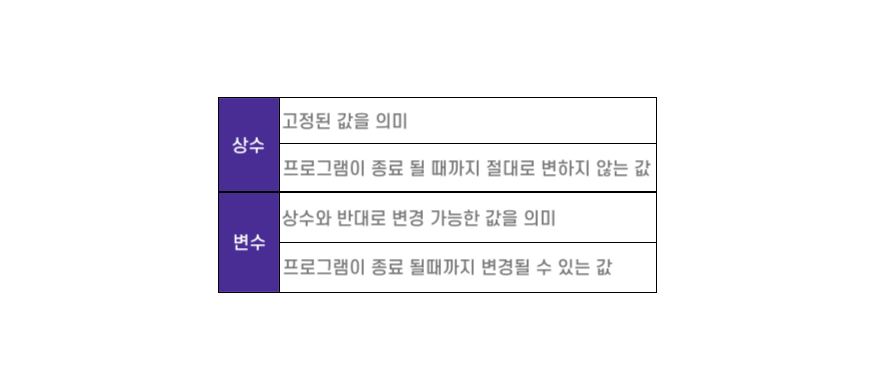 상수
고정된 값을 의미
프로그램이 종료 될 때까지 절대로 변하지 않는 값
변수
상수와 반대로 변경 가능한 값을 의미
프로그램이 종료 될때까지 변경될 수 있는 값